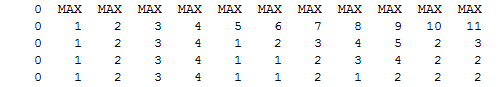 0 MAX MAX MAX MAX MAX MAX MAX MAX MAX MAX MAX
0 1 2 3 4 5 6 7 8 9 10 11
0 1 2 3 4 1 2 3 4 5 2 3
0 1 2 3 4 1 1 2 3 4 2 2
0 1 2 3 4 1 1 2 1 2 2 2